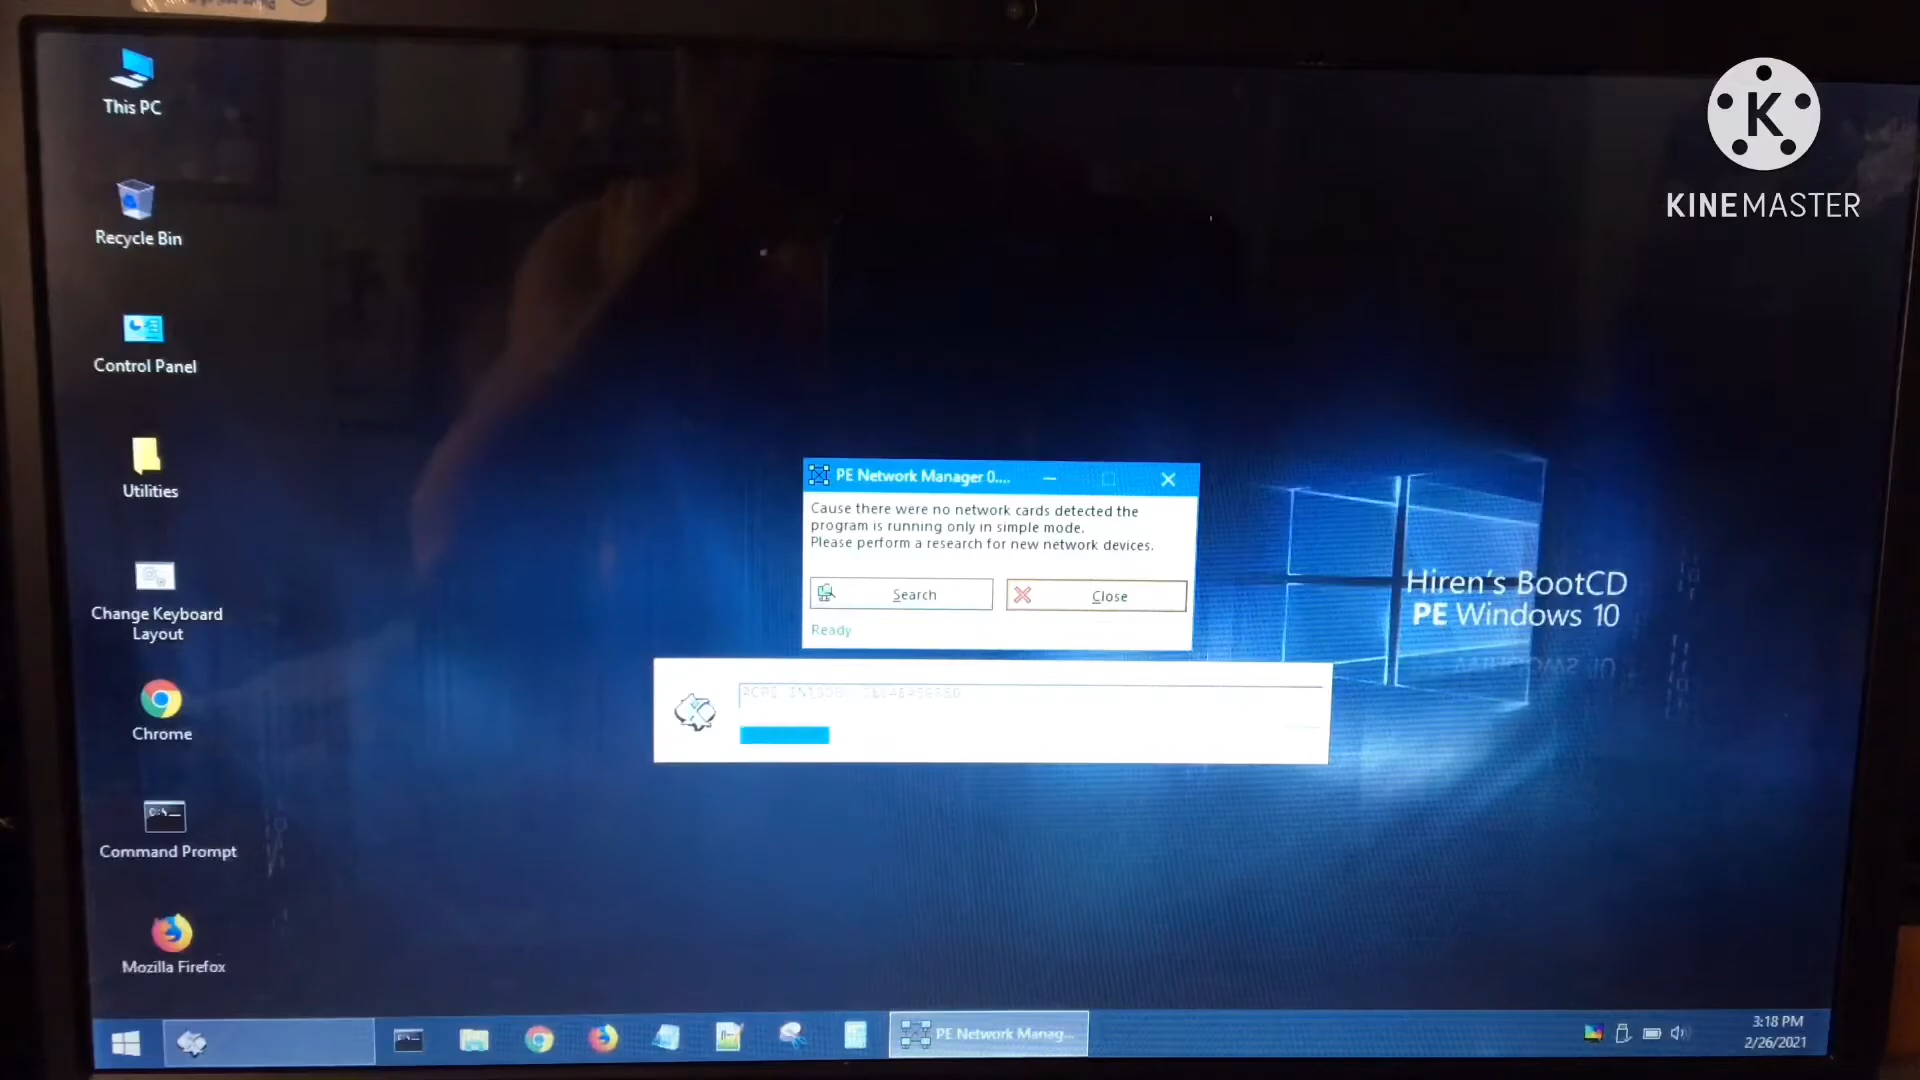 This PC
Recycle Bin
Control Panel
Utilities
Change Keyboard
Layout
Chrome
Command Prompt
Mozilla Firefox
K
KINEMASTER
PE Network Manager 0....
Cause there were no network cards detected the
program is running only in simple mode.
Please perform a research for new network devices.
Search
Close
Ready
Hiren's BootCD
PE Windows 10
PE Network Manag...
3:18 PM
2/26/2021